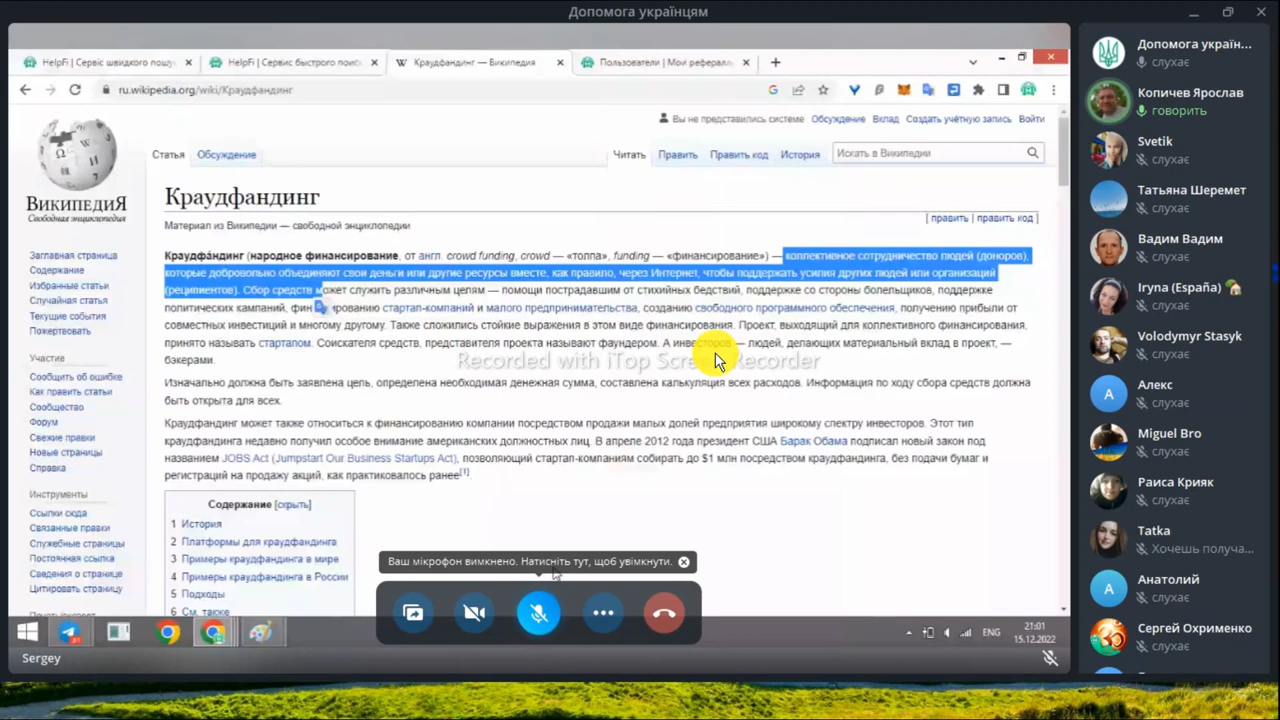 Допомога українцям
HelpFi | Сервіс швидкого пошу
HelpFi | Сервис быстрого поис
Краудфандинг — Википедия
Пользователи | Мои реферал
ru.wikipedia.org/wiki/Краудфандинг
Вы не представились системе Обсуждение Вклад Создать учётную запись Войти
Статья Обсуждение Читать Править Править код История Искать в Википедии
ВикипедиЯ
Свободная энциклопедия
Краудфандинг
[ править | править код ]
Материал из Википедии — свободной энциклопедии
Краудфа́ндинг (народное финансирование, от англ. crowd funding, crowd — «толпа», funding — «финансирование») — коллективное сотрудничество людей (доноров),
которые добровольно объединяют свои деньги или другие ресурсы вместе, как правило, через Интернет, чтобы поддержать усилия других людей или организаций
(реципиентов). Сбор средств может служить различным целям — помощи пострадавшим от стихийных бедствий, поддержке со стороны болельщиков, поддержке
политических кампаний, фин рованию стартап-компаний и малого предпринимательства, созданию свободного программного обеспечения, получению прибыли от
совместных инвестиций и многому другому. Также сложились стойкие выражения в этом виде финансирования. Проект, выходящий для коллективного финансирования,
принято называть стартапом. Соискателя средств, представителя проекта называют фаундером. А инвесторов — людей, делающих материальный вклад в проект, —
бэкерами.
Recorded with iTop Screen Recorder
Изначально должна быть заявлена цель, определена необходимая денежная сумма, составлена калькуляция всех расходов. Информация по ходу сбора средств должна
быть открыта для всех.
Краудфандинг может также относиться к финансированию компании посредством продажи малых долей предприятия широкому спектру инвесторов. Этот тип
краудфандинга недавно получил особое внимание американских должностных лиц. В апреле 2012 года президент США Барак Обама подписал новый закон под
названием JOBS Act (Jumpstart Our Business Startups Act), позволяющий стартап-компаниям собирать до $1 млн посредством краудфандинга, без подачи бумаг и
регистраций на продажу акций, как практиковалось ранее[1]
Содержание [скрыть]
1 История
2 Платформы для краудфандинга
3 Примеры краудфандинга в мире
4 Примеры краудфандинга в России
5 Подходы
6 См. также
Заглавная страница
Содержание
Избранные статьи
Случайная статья
Текущие события
Пожертвовать
Участие
Сообщить об ошибке
Как править статьи
Сообщество
Форум
Свежие правки
Новые страницы
Справка
Инструменты
Ссылки сюда
Связанные правки
Служебные страницы
Постоянная ссылка
Сведения о странице
Цитировать страницу
Ваш мікрофон вимкнено. Натисніть тут, щоб увімкнути.
ENG
21:01
15.12.2022
Sergey
Допомога україн...
слухає
Копичев Ярослав
говорить
Svetik
слухає
Татьяна Шеремет
слухає
Вадим Вадим
слухає
Iryna (España)
слухає
Volodymyr Stasyk
слухає
А
Алекс
слухає
Miguel Bro
слухає
Раиса Крияк
слухає
Tatka
Хочешь получа...
А
Анатолий
слухає
Сергей Охрименко
слухає